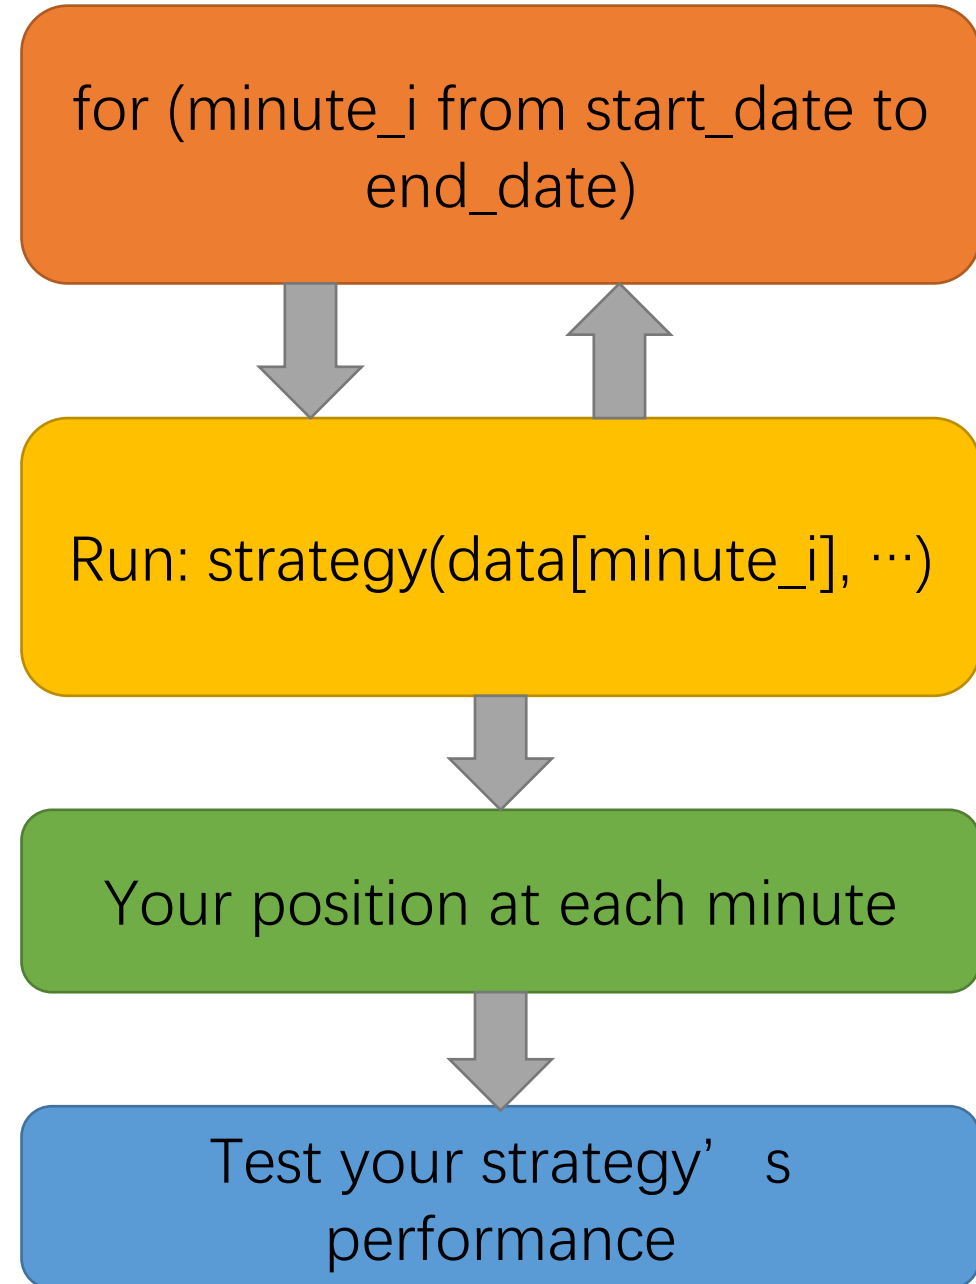 for (minute_i from start_date to
end_date)
Run: strategy(data[minute_i], ⋯)
Your position at each minute
Test your strategy’ s
performance